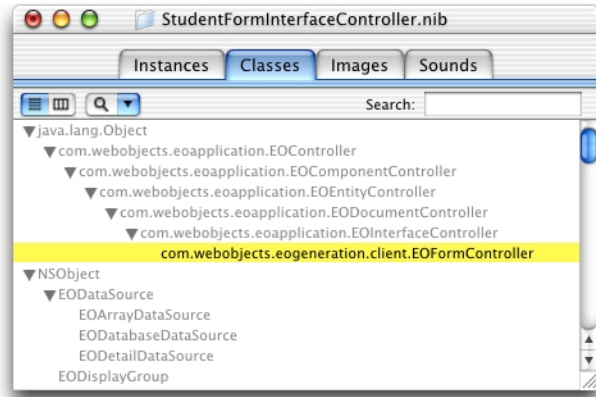 StudentFormInterfaceController.nib
Instances Classes Images Sounds
Search:
java.lang.Object
com.webobjects.eoapplication.EOController
com.webobjects.eoapplication.EOComponentController
com.webobjects.eoapplication.EOEntityController
com.webobjects.eoapplication.EODocumentController
com.webobjects.eoapplication.EOInterfaceController
com.webobjects.eogeneration.client.EOFormController
NSObject
EODataSource
EOArrayDataSource
EODatabaseDataSource
EODetailDataSource
EODisplayGroup